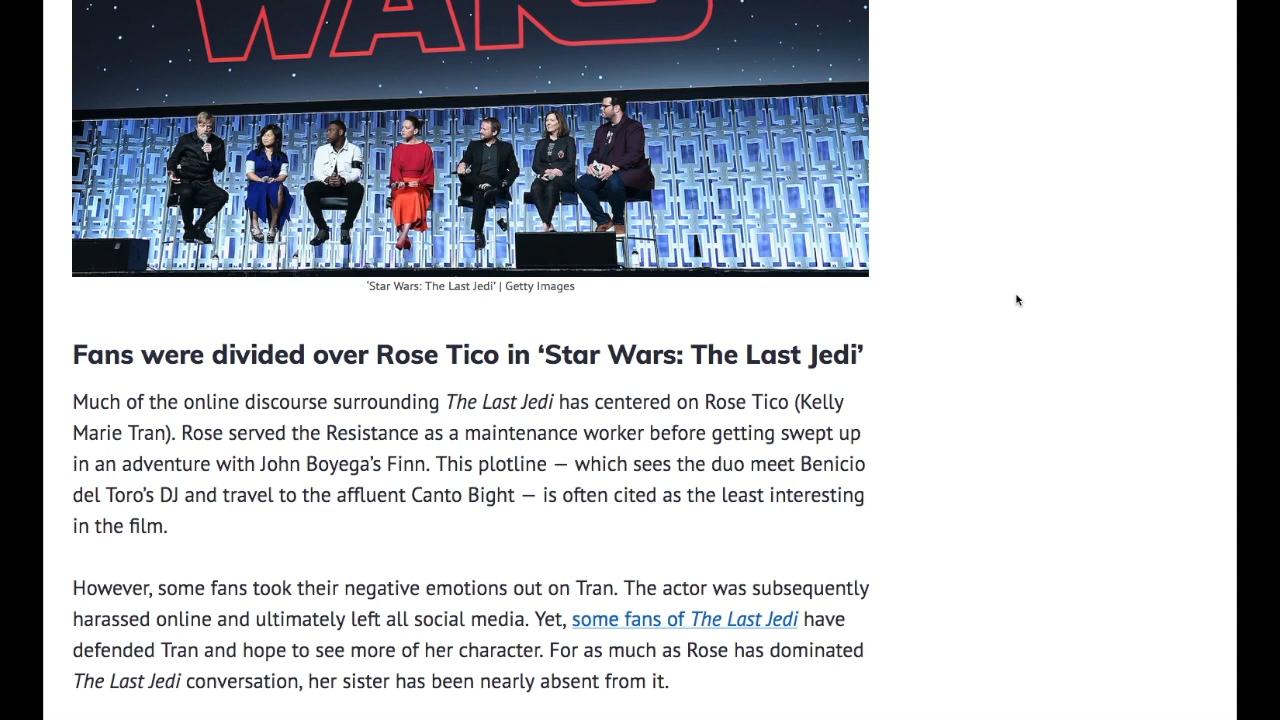 WARS
‘Star Wars: The Last Jedi’ | Getty Images
Fans were divided over Rose Tico in ‘Star Wars: The Last Jedi’
Much of the online discourse surrounding The Last Jedi has centered on Rose Tico (Kelly
Marie Tran). Rose served the Resistance as a maintenance worker before getting swept up
in an adventure with John Boyega’s Finn. This plotline — which sees the duo meet Benicio
del Toro’s DJ and travel to the affluent Canto Bight — is often cited as the least interesting
in the film.
However, some fans took their negative emotions out on Tran. The actor was subsequently
harassed online and ultimately left all social media. Yet, some fans of The Last Jedi have
defended Tran and hope to see more of her character. For as much as Rose has dominated
The Last Jedi conversation, her sister has been nearly absent from it.